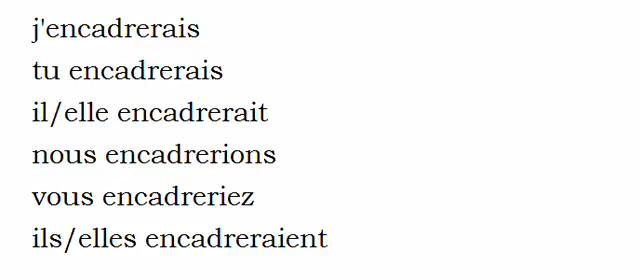 j'encadrerais
tu encadrerais
il/elle encadrerait
nous encadrerions
vous encadreriez
ils/elles encadreraient